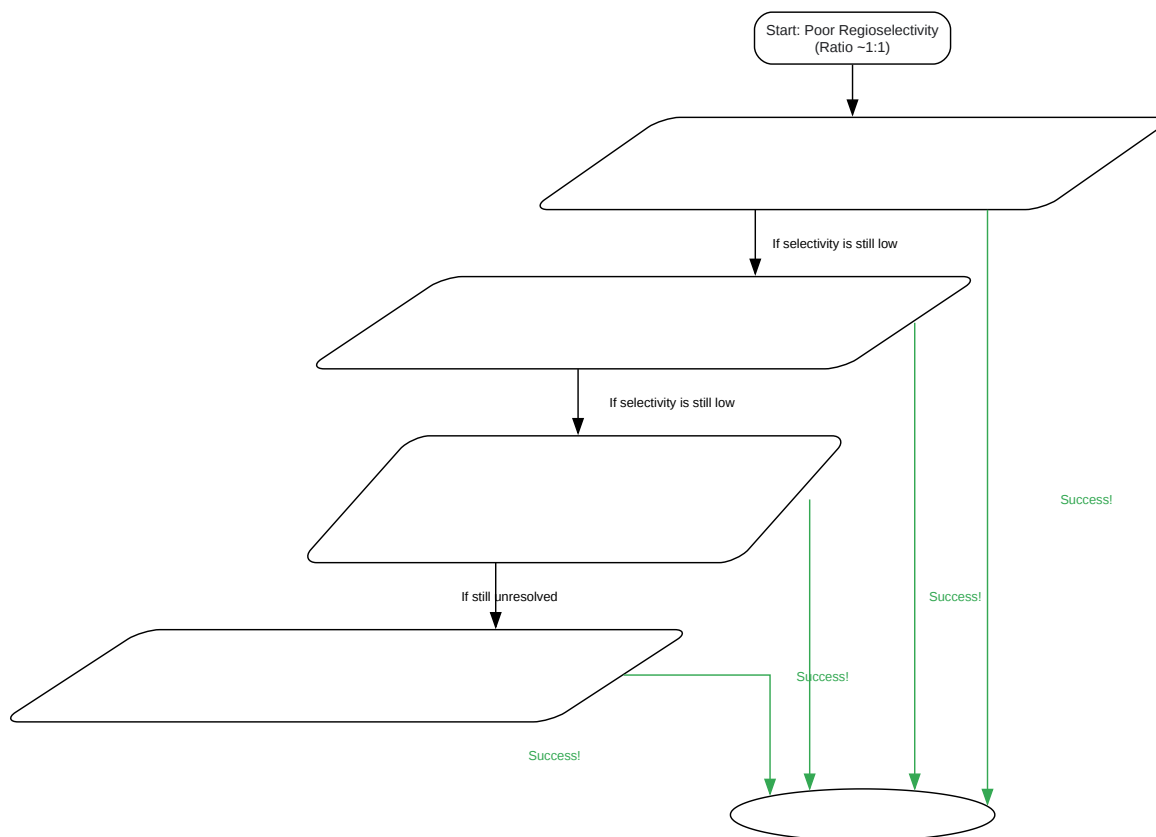 Start: Poor Regioselectivity
(Ratio ~1:1)
If selectivity is still low
If selectivity is still low
Success!
If still unresolved
Success!
Success!
Success!